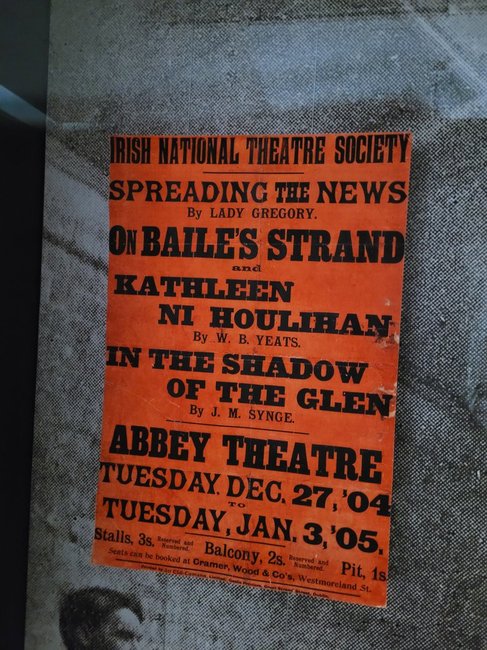 IRISH NATIONAL THEATRE SOCIETY
SPREADING THE NEWS
By LADY GREGORY.
ON BAILE'S STRAND
and
KATHLEEN
NI HOULIHAN
By W. B. YEATS.
IN THE SHADOW
OF THE GLEN
By J. M. SYNGE.
ABBEY THEATRE
TUESDAY. DEC. 27, '04
TO
TUESDAY, JAN. 3, '05.
Stalls, 3s. Reserved and Numbered. Balcony, 2s. Reserved and Numbered. Pit, 1s
Seats can be booked at Cramer, Wood & Co's, Westmoreland St.